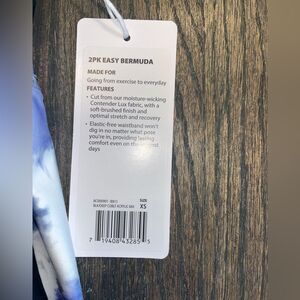 2PK EASY BERMUDA
MADE FOR
Going from exercise to everyday
FEATURES
• Cut from our moisture-wicking
Contender Lux fabric, with a
soft-brushed finish and
optimal stretch and recovery
• Elastic-free waistband won't
dig in no matter what pose
you're in, providing lasting
comfort even on the longest
days
SIZE
XS
7 19408 43285 5